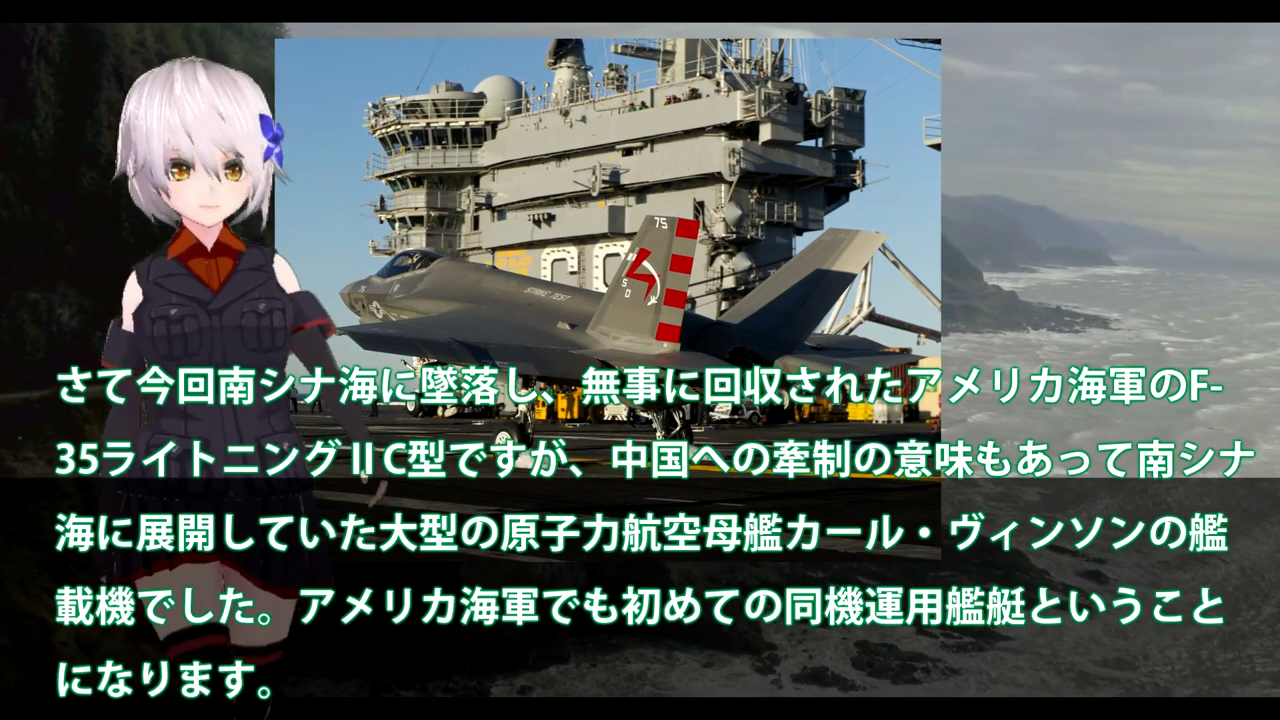 75
CO
STRIKE TEST
SD
75
さて今回南シナ海に墜落し、無事に回収されたアメリカ海軍のF-
35ライトニングⅡC型ですが、中国への牽制の意味もあって南シナ
海に展開していた大型の原子力航空母艦カール・ヴィンソンの艦
載機でした。アメリカ海軍でも初めての同機運用艦艇ということ
になります。